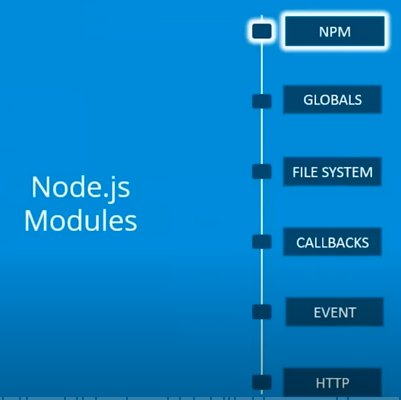 Node.js
Modules
NPM
GLOBALS
FILE SYSTEM
CALLBACKS
EVENT
HTTP